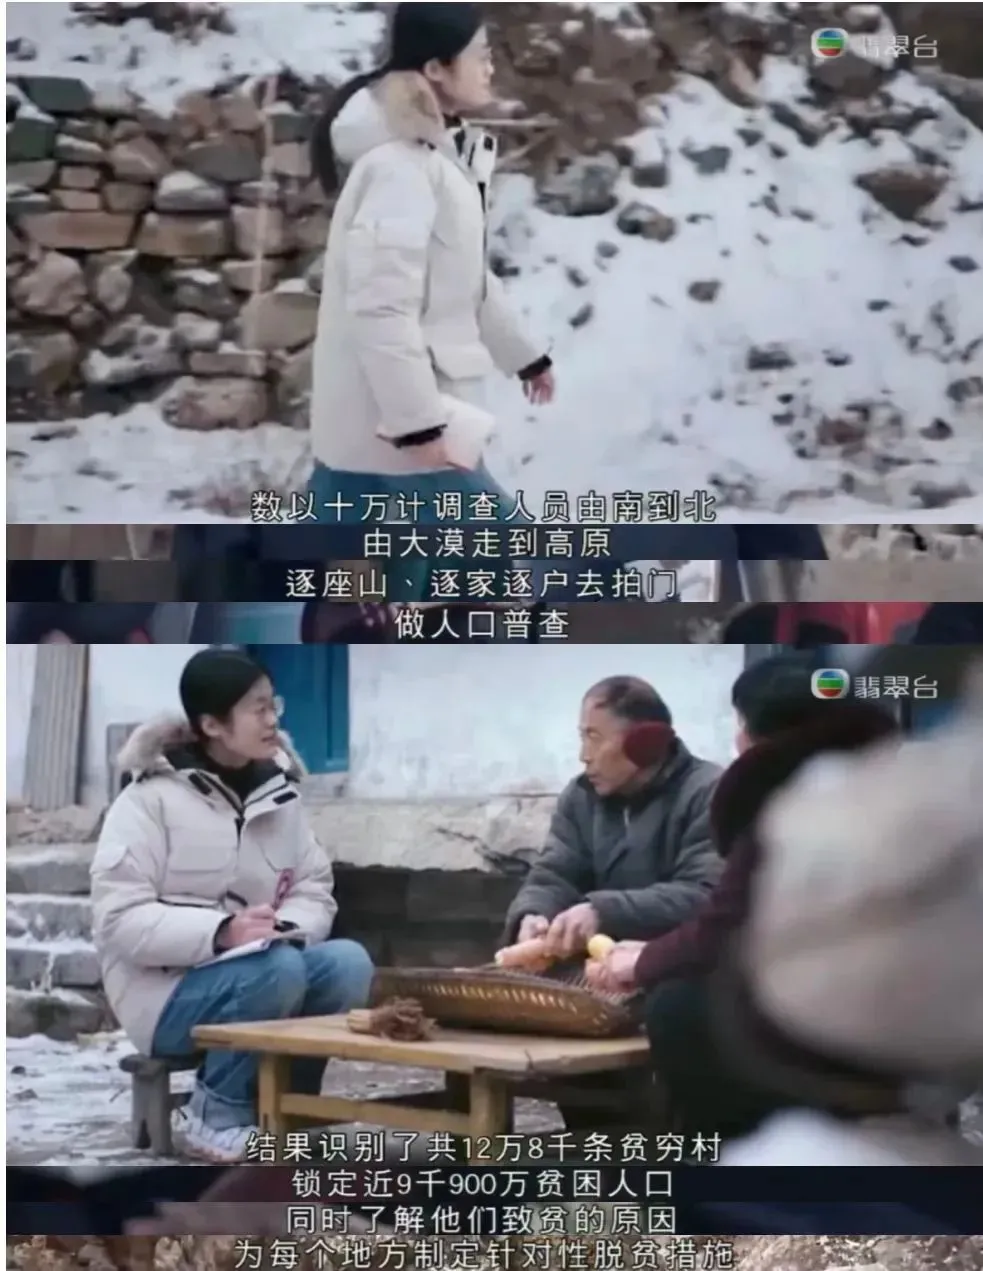 翡翠台
数以十万计调查人员由南到北
由大漠走到高原
逐座山、逐家逐户去拍门
做人口普查
翡翠台
结果识别了共12万8千条贫穷村
锁定近9千900万贫困人口
同时了解他们致贫的原因
为每个地方制定针对性脱贫措施